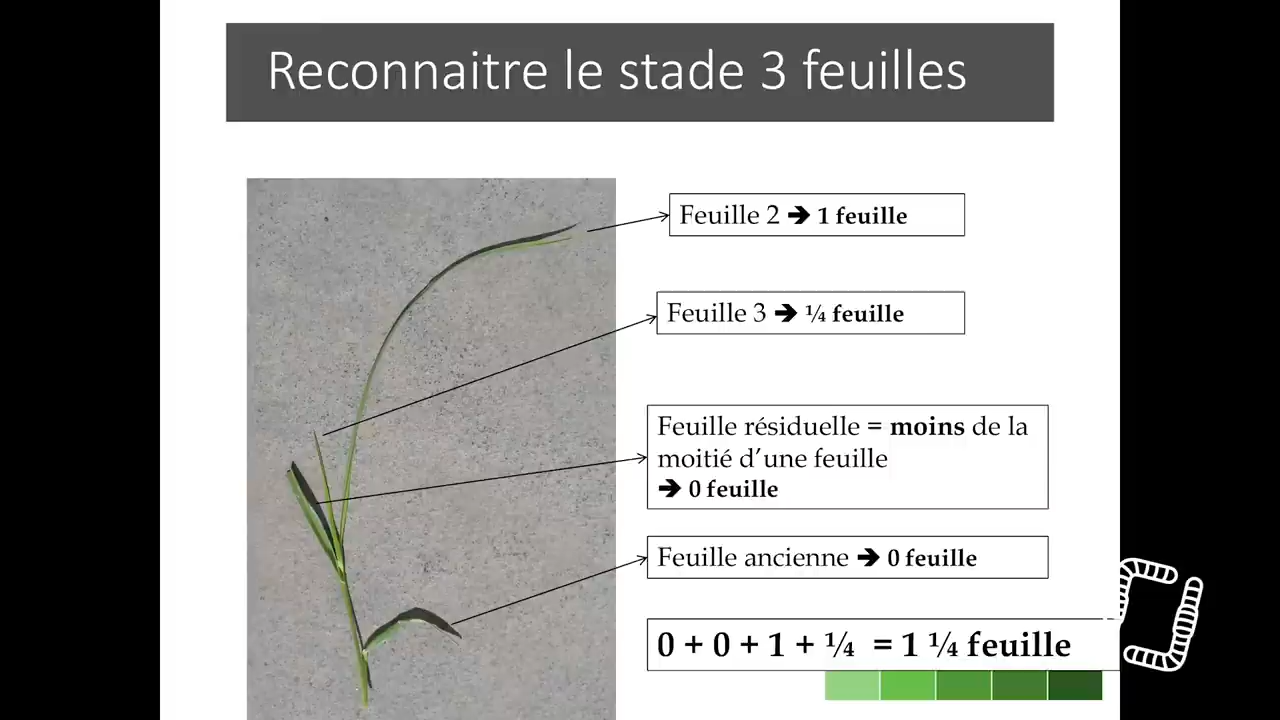 Reconnaitre le stade 3 feuilles
Feuille 2 ➔ 1 feuille
Feuille 3 ➔ ¼ feuille
Feuille résiduelle = moins de la
moitié d’une feuille
➔ 0 feuille
Feuille ancienne ➔ 0 feuille
0 + 0 + 1 + ¼ = 1 ¼ feuille